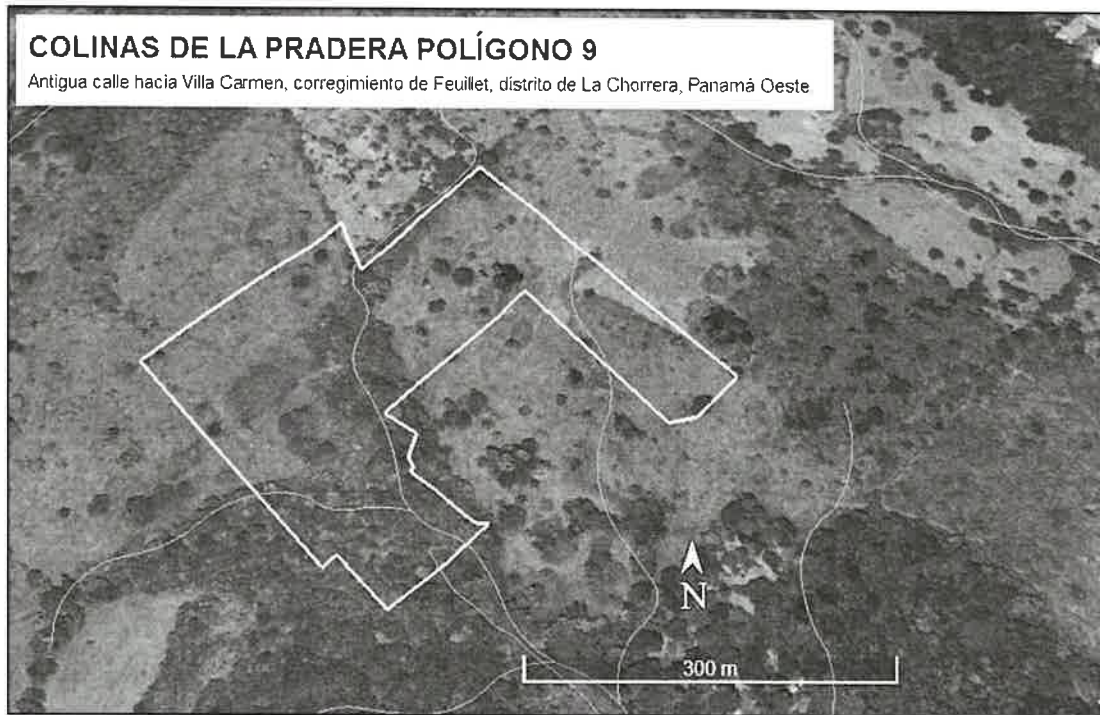 COLINAS DE LA PRADERA POLÍGONO 9
Antigua calle hacia Villa Carmen, corregimiento de Feuillet, distrito de La Chorrera, Panamá Oeste
N
300 m